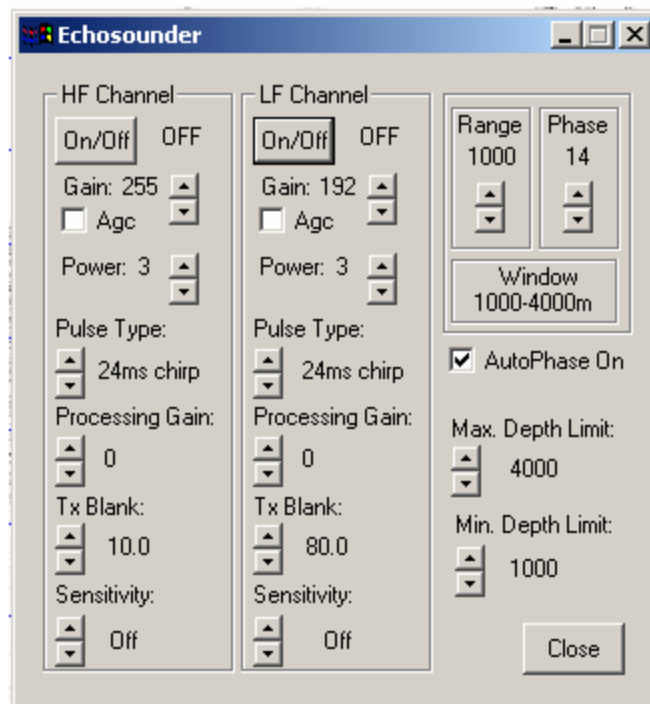 Echosounder
HF Channel
On/Off OFF
Gain: 255
Agc
Power: 3
Pulse Type:
24ms chirp
Processing Gain:
0
Tx Blank:
10.0
Sensitivity:
Off
LF Channel
On/Off OFF
Gain: 192
Agc
Power: 3
Pulse Type:
24ms chirp
Processing Gain:
0
Tx Blank:
80.0
Sensitivity:
Off
Range
1000
Phase
14
Window
1000-4000m
AutoPhase On
Max. Depth Limit:
4000
Min. Depth Limit:
1000
Close